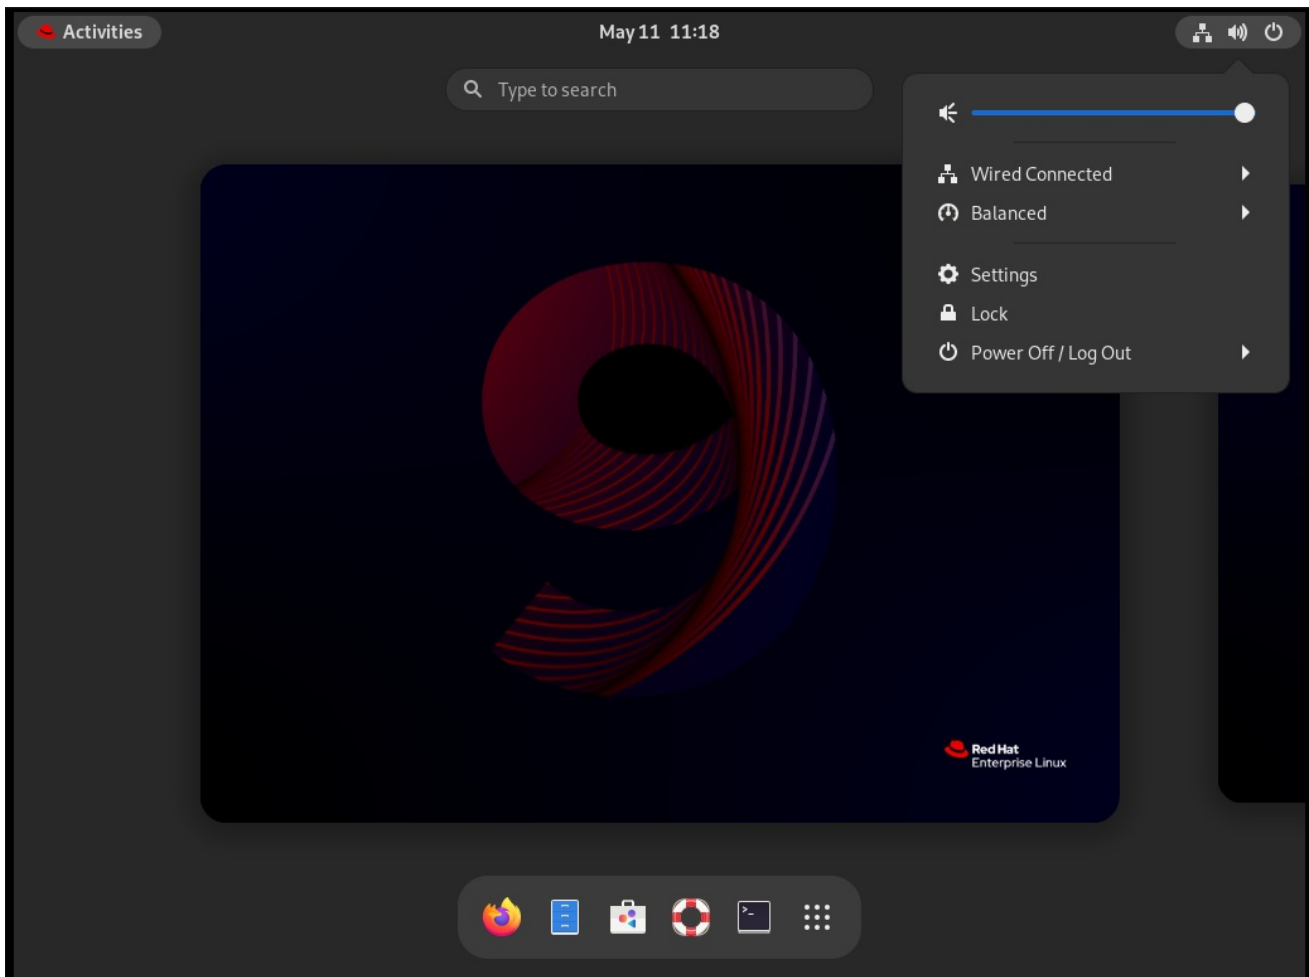 Activities
May 11 11:18
Type to search
Wired Connected
Balanced
Settings
Lock
Power Off / Log Out
9
Red Hat
Enterprise Linux
>_